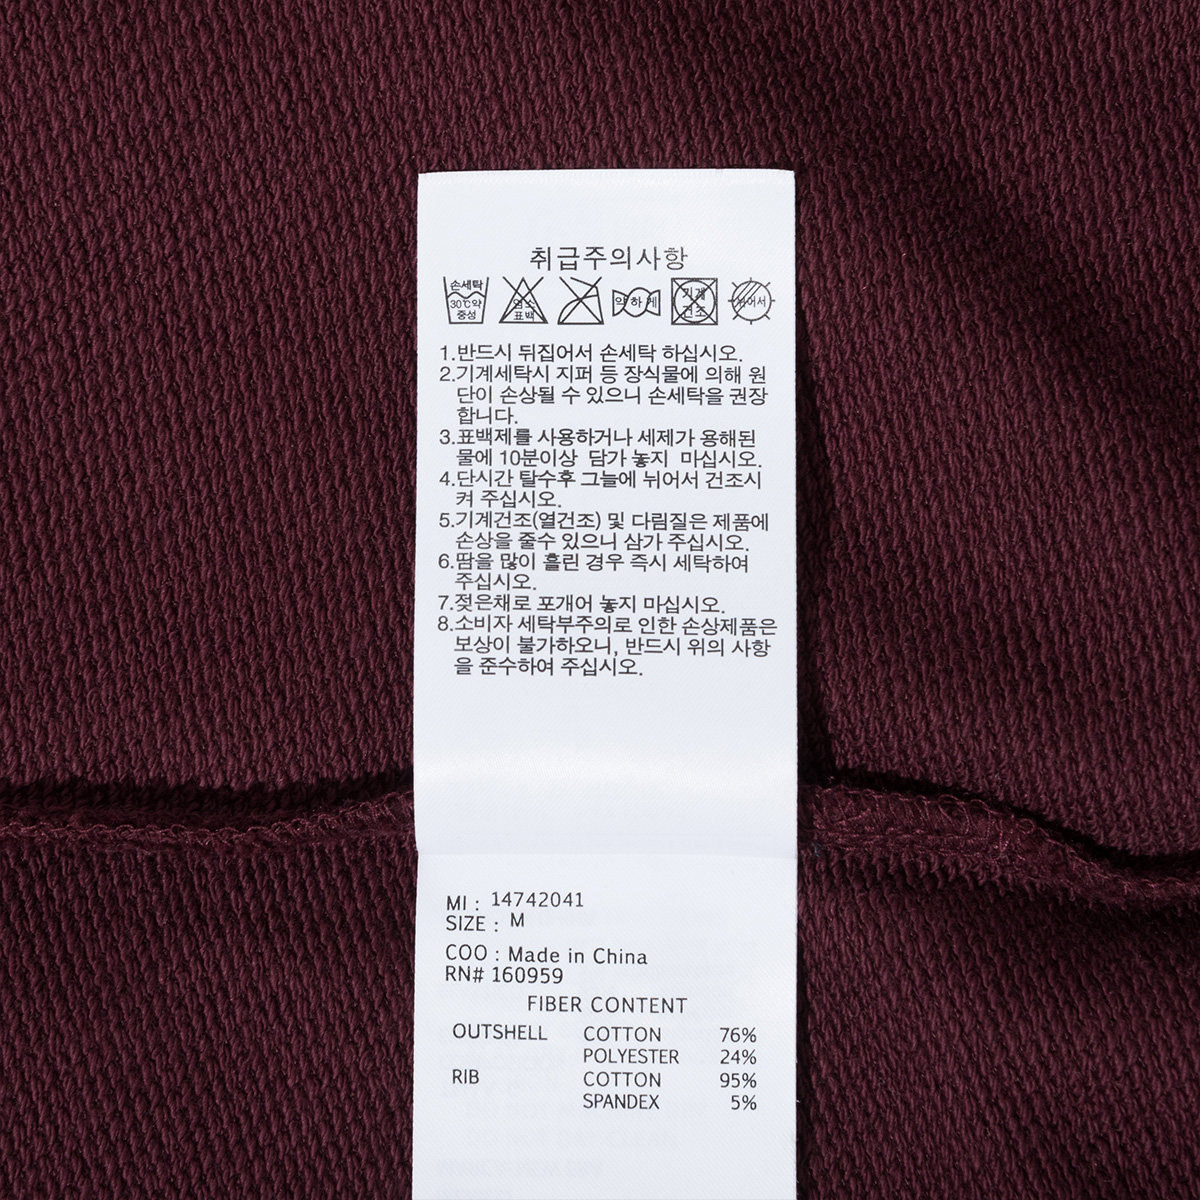 취급주의사항
손세탁 염소 약하게 기계 뉘어서
30℃약 표백 건조
중성
1.반드시 뒤집어서 손세탁 하십시오.
2.기계세탁시 지퍼 등 장식물에 의해 원
단이 손상될 수 있으니 손세탁을 권장
합니다.
3.표백제를 사용하거나 세제가 용해된
물에 10분이상 담가 놓지 마십시오.
4.단시간 탈수후 그늘에 뉘어서 건조시
켜 주십시오.
5.기계건조(열건조) 및 다림질은 제품에
손상을 줄수 있으니 삼가 주십시오.
6.땀을 많이 흘린 경우 즉시 세탁하여
주십시오.
7.젖은채로 포개어 놓지 마십시오.
8.소비자 세탁부주의로 인한 손상제품은
보상이 불가하오니, 반드시 위의 사항
을 준수하여 주십시오.
MI : 14742041
SIZE : M
COO : Made in China
RN# 160959
FIBER CONTENT
OUTSHELL COTTON 76%
POLYESTER 24%
RIB COTTON 95%
SPANDEX 5%